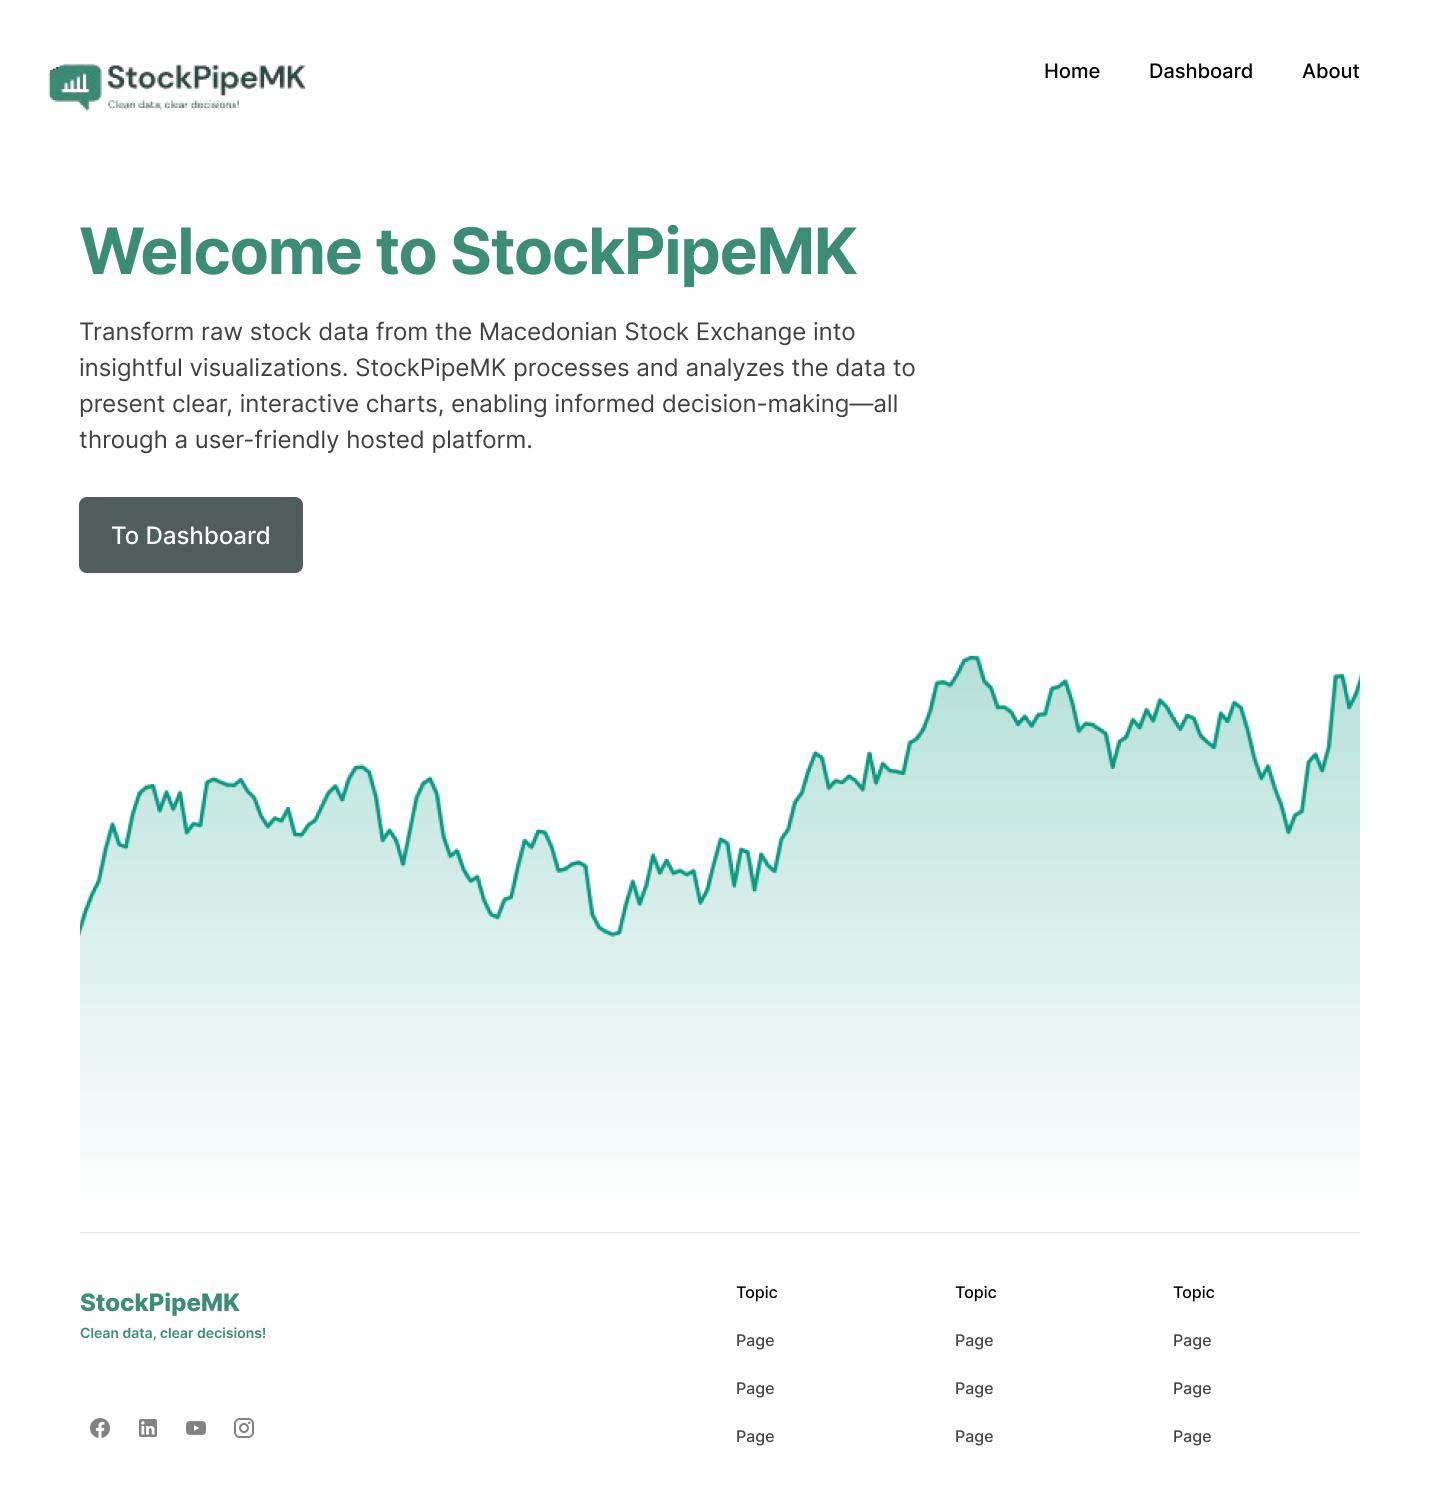 StockPipeMK
Clean data, clear decisions!
Home Dashboard About
Welcome to StockPipeMK
Transform raw stock data from the Macedonian Stock Exchange into
insightful visualizations. StockPipeMK processes and analyzes the data to
present clear, interactive charts, enabling informed decision-making—all
through a user-friendly hosted platform.
To Dashboard
StockPipeMK
Clean data, clear decisions!
Topic Topic Topic
Page Page Page
Page Page Page
Page Page Page